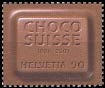 CHOCO
SUISSE
1901-2001
HELVETIA 90